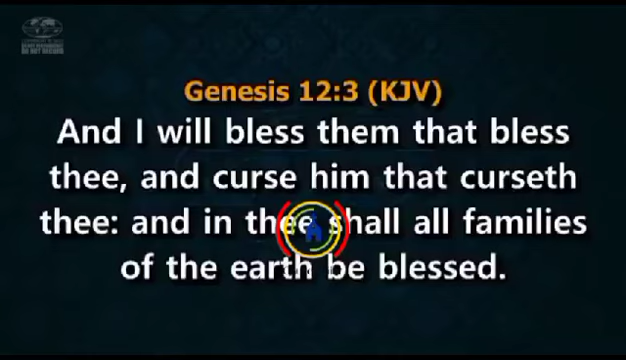 Genesis 12:3 (KJV)
And I will bless them that bless
thee, and curse him that curseth
thee: and in thee shall all families
of the earth be blessed.